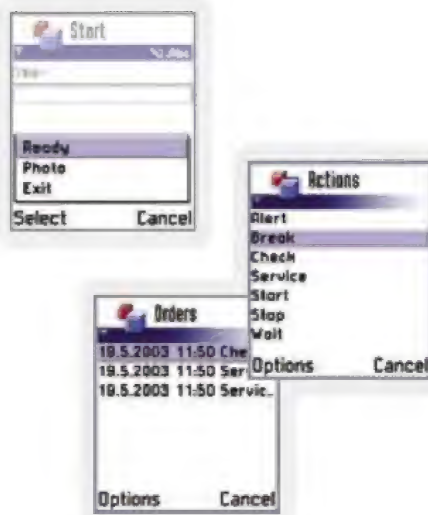 Start
Abc
Ready
Photo
Exit
Select Cancel
Actions
Alert
Break
Check
Service
Start
Stop
Wait
Options Cancel
Orders
19.5.2003 11:50 Che
19.5.2003 11:50 Ser
19.5.2003 11:50 Servic..
Options Cancel